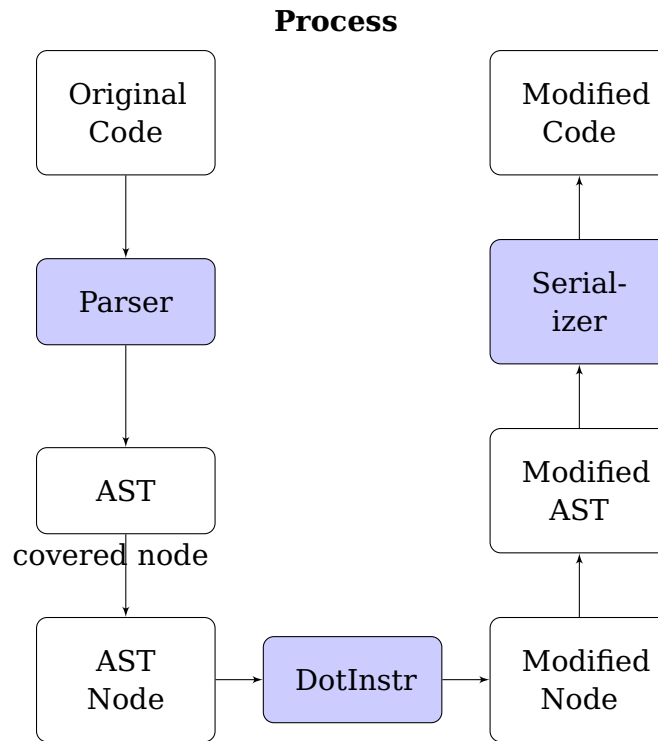 Process
Original
Code
Parser
AST
covered node
AST
Node
DotInstr
Modified
Node
Modified
AST
Serial-
izer
Modified
Code